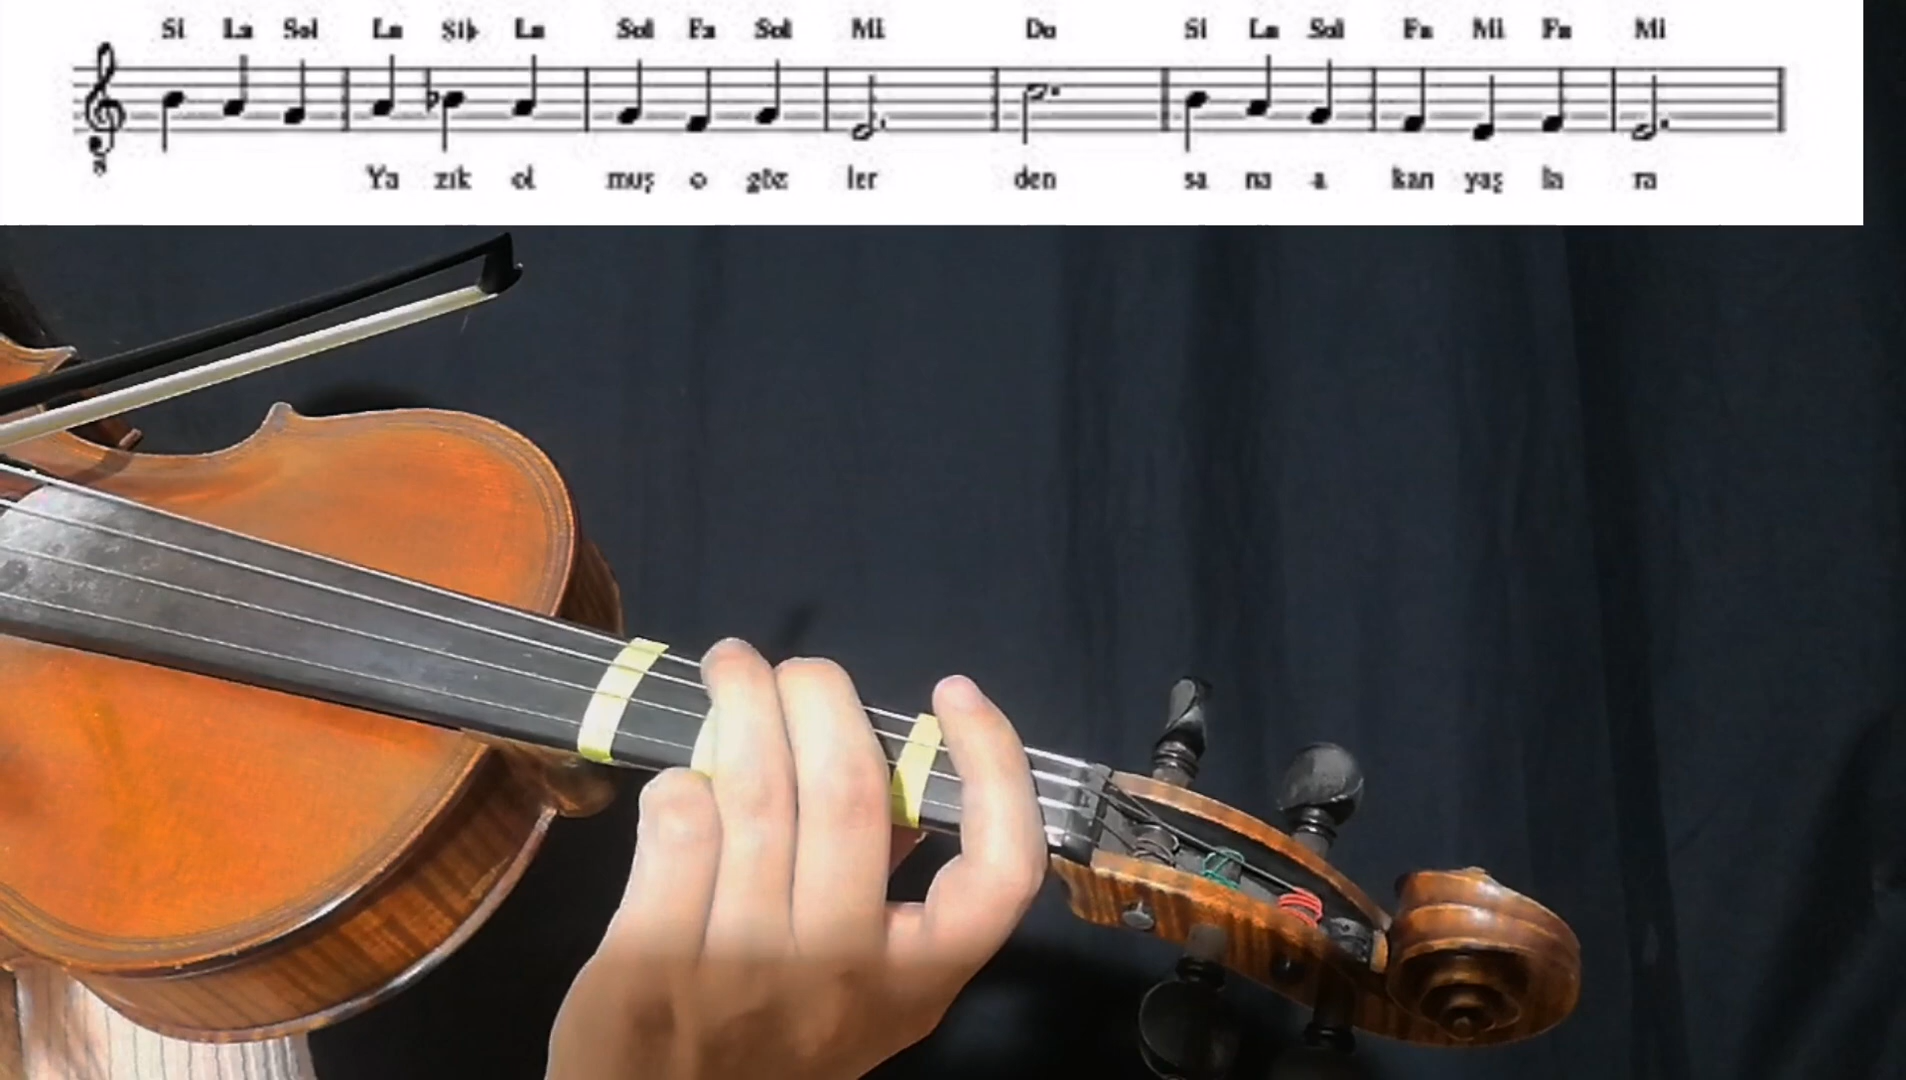 Si La Sol La Sib La Sol Fa Sol Mi Do Si La Sol Fa Mi Fa Mi
Ya zık ol muş o göz ler den sa na a kan yaş la ra